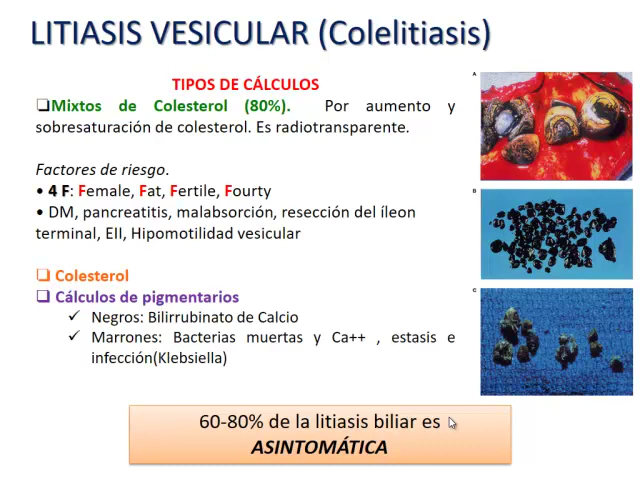 LITIASIS VESICULAR (Colelitiasis)
TIPOS DE CÁLCULOS
❑Mixtos de Colesterol (80%). Por aumento y
sobresaturación de colesterol. Es radiotransparente.
Factores de riesgo.
• 4 F: Female, Fat, Fertile, Fourty
• DM, pancreatitis, malabsorción, resección del íleon
terminal, EII, Hipomotilidad vesicular
❑ Colesterol
❑ Cálculos de pigmentarios
✓ Negros: Bilirrubinato de Calcio
✓ Marrones: Bacterias muertas y Ca++ , estasis e
infección(Klebsiella)
A
B
C
60-80% de la litiasis biliar es
ASINTOMÁTICA